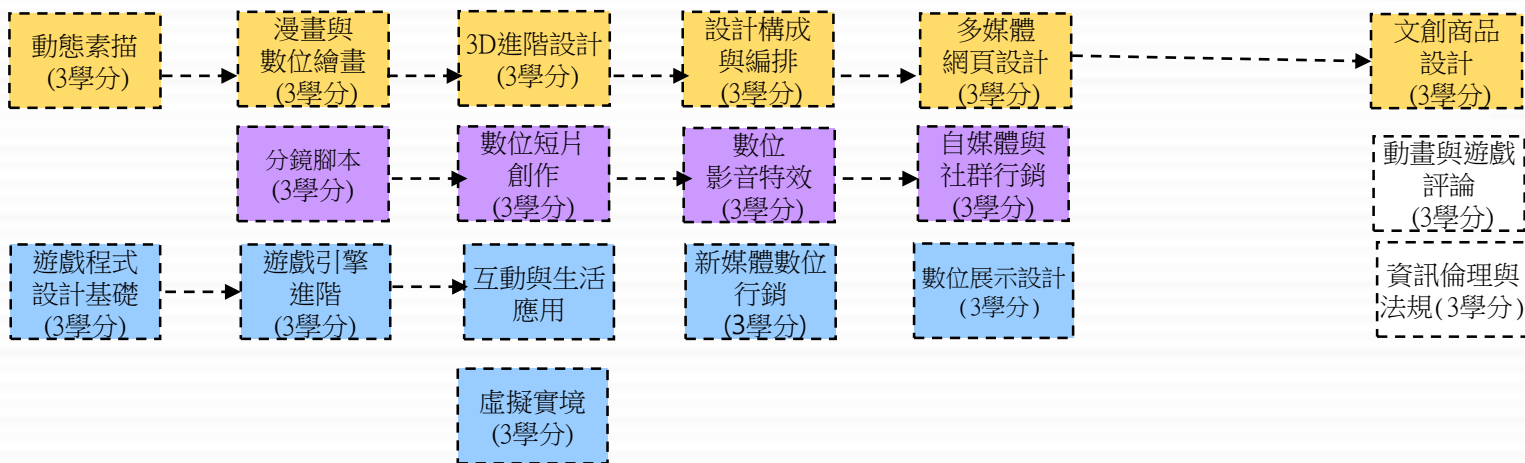 動態素描
(3學分)
漫畫與
數位繪畫
(3學分)
3D進階設計
(3學分)
設計構成
與編排
(3學分)
多媒體
網頁設計
(3學分)
文創商品
設計
(3學分)
分鏡腳本
(3學分)
數位短片
創作
(3學分)
數位
影音特效
(3學分)
自媒體與
社群行銷
(3學分)
動畫與遊戲
評論
(3學分)
遊戲程式
設計基礎
(3學分)
遊戲引擎
進階
(3學分)
互動與生活
應用
新媒體數位
行銷
(3學分)
數位展示設計
(3學分)
資訊倫理與
法規(3學分)
虛擬實境
(3學分)